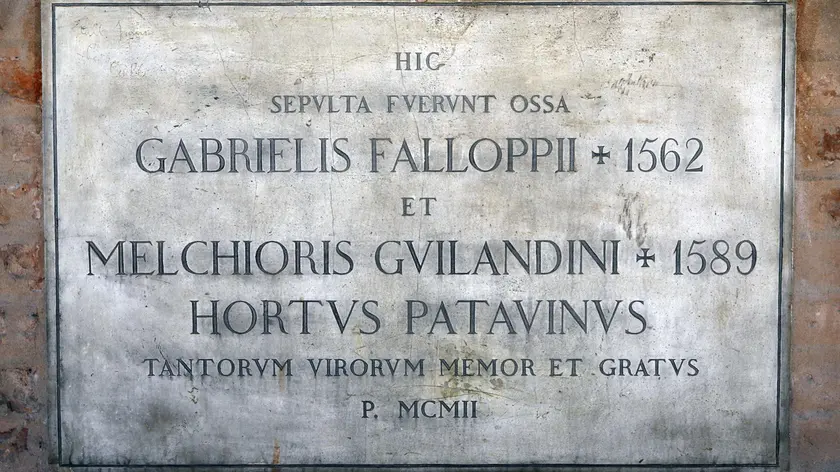 HIC
SEPVLTA FVERVNT OSSA
GABRIELIS FALLOPPII ✝ 1562
ET
MELCHIORIS GVILANDINI ✝ 1589
HORTVS PATAVINVS
TANTORVM VIRORVM MEMOR ET GRATVS
P. MCMII